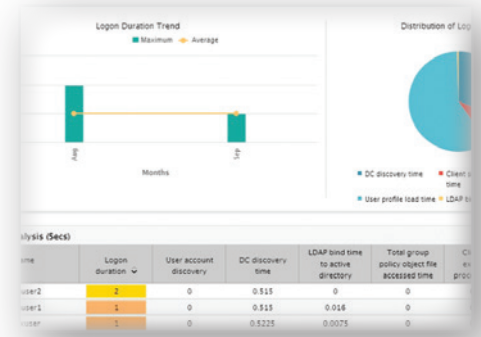 Logon Duration Trend
Maximum Average
Aug
Sep
Months
Distribution of
DC discovery time
Client
time
User profile load time
LDAP
(Secs)
Logon duration
User account discovery
DC discovery time
LDAP bind time to active directory
Total group policy object file accessed time
user2 2 0 0.515 0 0
user1 1 0 0.515 0.016 0
1 0 0.5225 0.0075 0